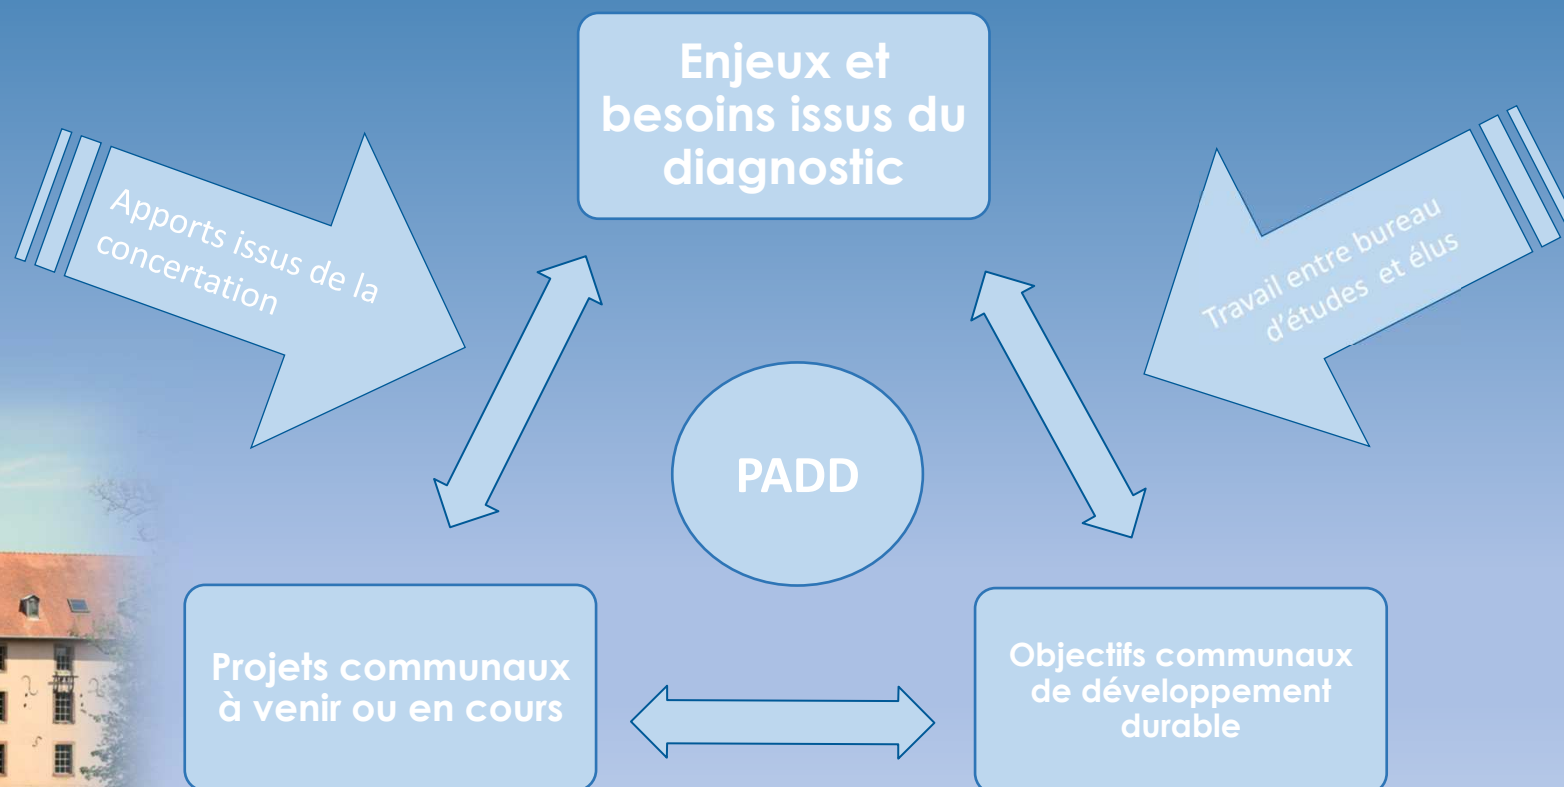 Enjeux et
besoins issus du
diagnostic
Apports issus de la
concertation
Travail entre bureau
d'études et élus
PADD
Projets communaux
à venir ou en cours
Objectifs communaux
de développement
durable